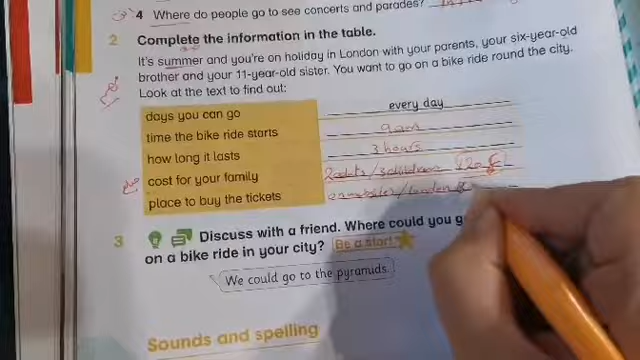 4 Where do people go to see concerts and parades?
2 Complete the information in the table.
It's summer and you're on holiday in London with your parents, your six-year-old
brother and your 11-year-old sister. You want to go on a bike ride round the city.
Look at the text to find out:
days you can go every day
time the bike ride starts 9am
how long it lasts 3 hours
cost for your family
place to buy the tickets
3 Discuss with a friend. Where could you g
on a bike ride in your city? Be a star!
We could go to the pyramids.
Sounds and spelling